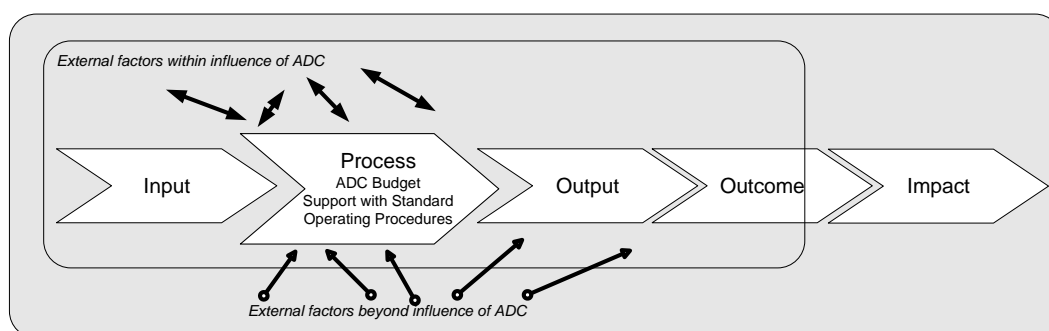 External factors within influence of ADC
Input
Process
ADC Budget
Support with Standard
Operating Procedures
Output
Outcome
Impact
External factors beyond influence of ADC